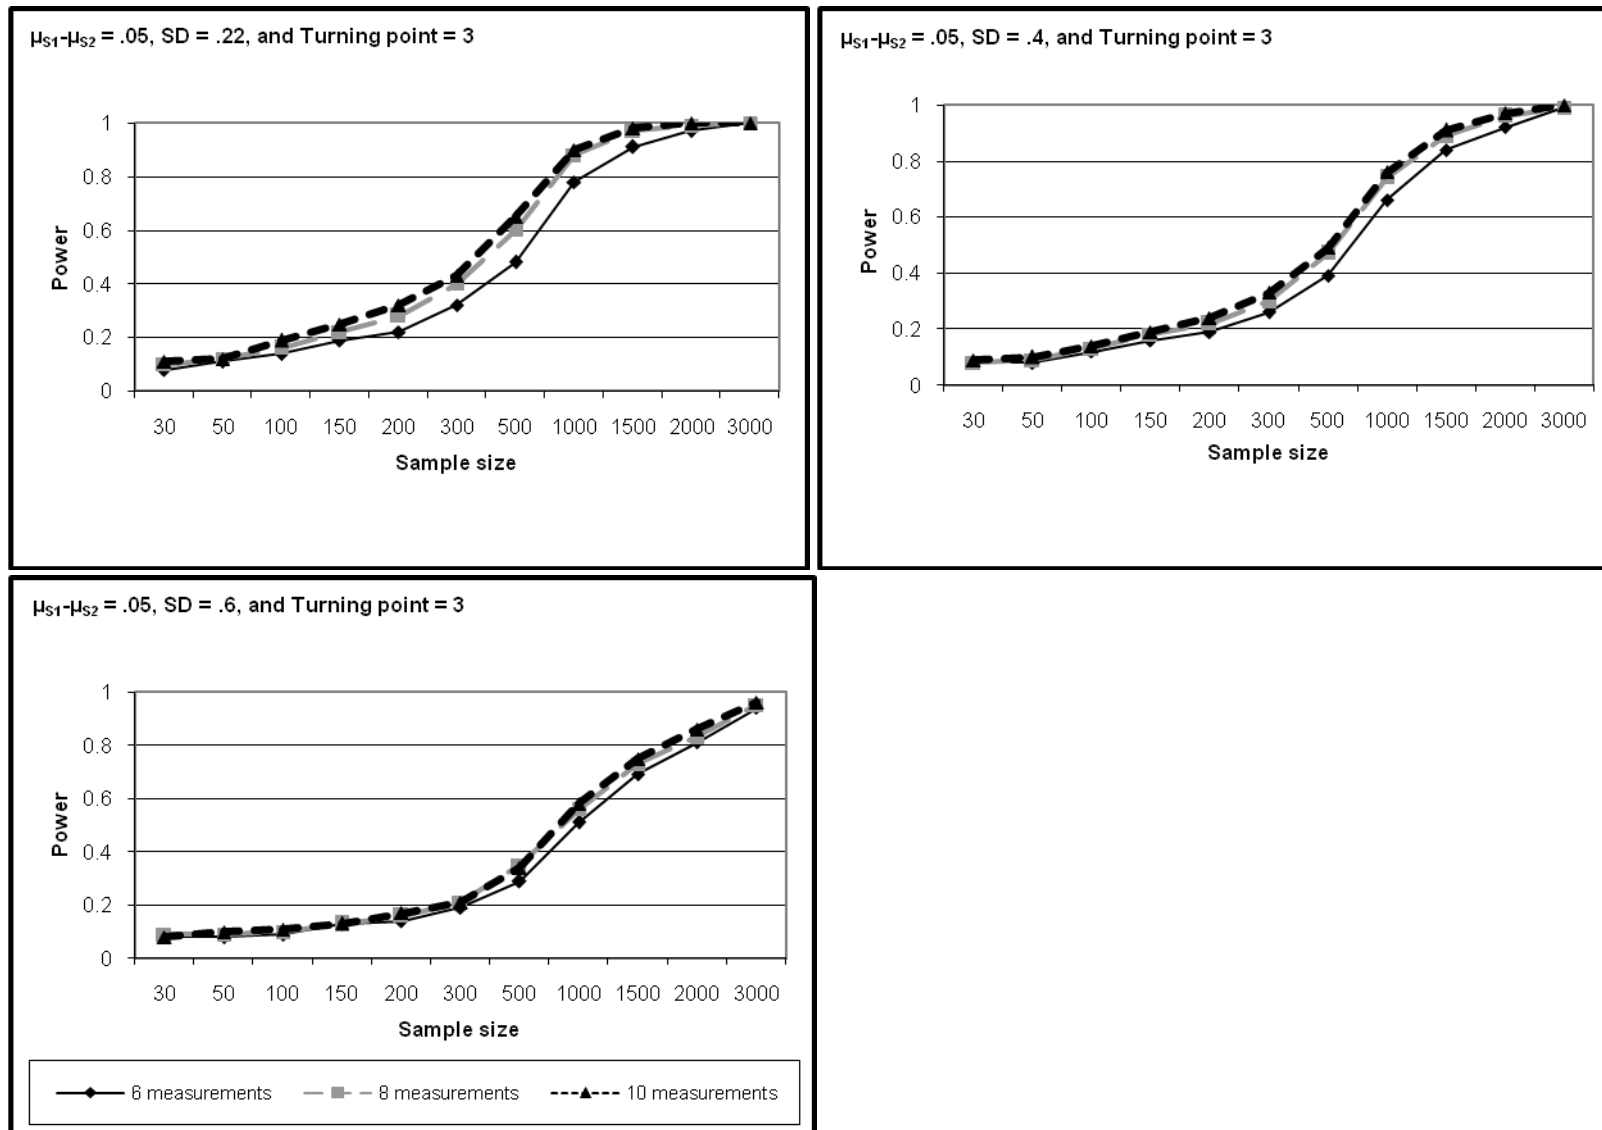 μS1-μS2 = .05, SD = .22, and Turning point = 3
1
0.8
0.6
0.4
0.2
0
Power
30 50 100 150 200 300 500 1000 1500 2000 3000
Sample size
μS1-μS2 = .05, SD = .4, and Turning point = 3
1
0.8
0.6
0.4
0.2
0
Power
30 50 100 150 200 300 500 1000 1500 2000 3000
Sample size
μS1-μS2 = .05, SD = .6, and Turning point = 3
1
0.8
0.6
0.4
0.2
0
Power
30 50 100 150 200 300 500 1000 1500 2000 3000
Sample size
6 measurements 8 measurements 10 measurements